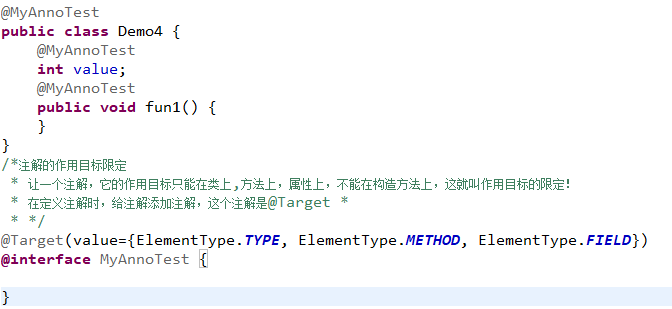 @MyAnnoTest
public class Demo4 {
    @MyAnnoTest
    int value;
    @MyAnnoTest
    public void fun1() {
    }
}
/*注解的作用目标限定
 * 让一个注解，它的作用目标只能在类上,方法上，属性上，不能在构造方法上，这就叫作用目标的限定!
 * 在定义注解时，给注解添加注解，这个注解是@Target *
 * */
@Target(value={ElementType.TYPE, ElementType.METHOD, ElementType.FIELD})
@interface MyAnnoTest {
}